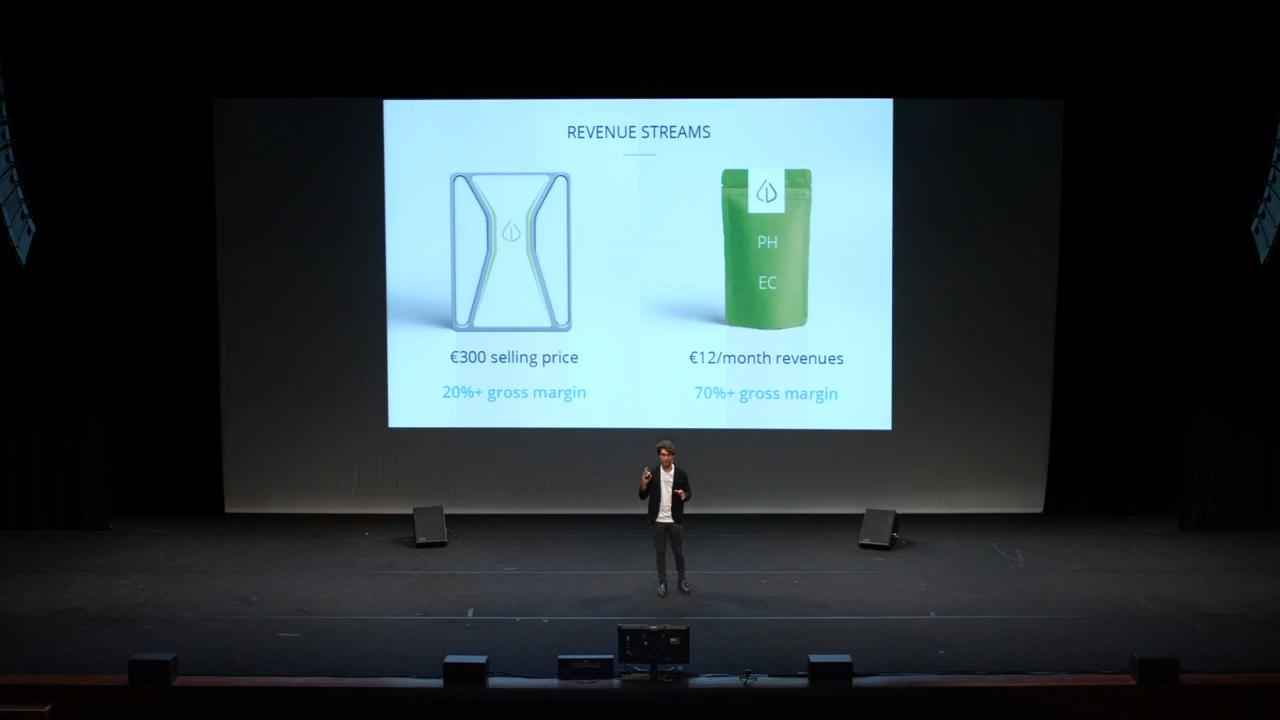 REVENUE STREAMS
PH
EC
€300 selling price
€12/month revenues
20%+ gross margin
70%+ gross margin